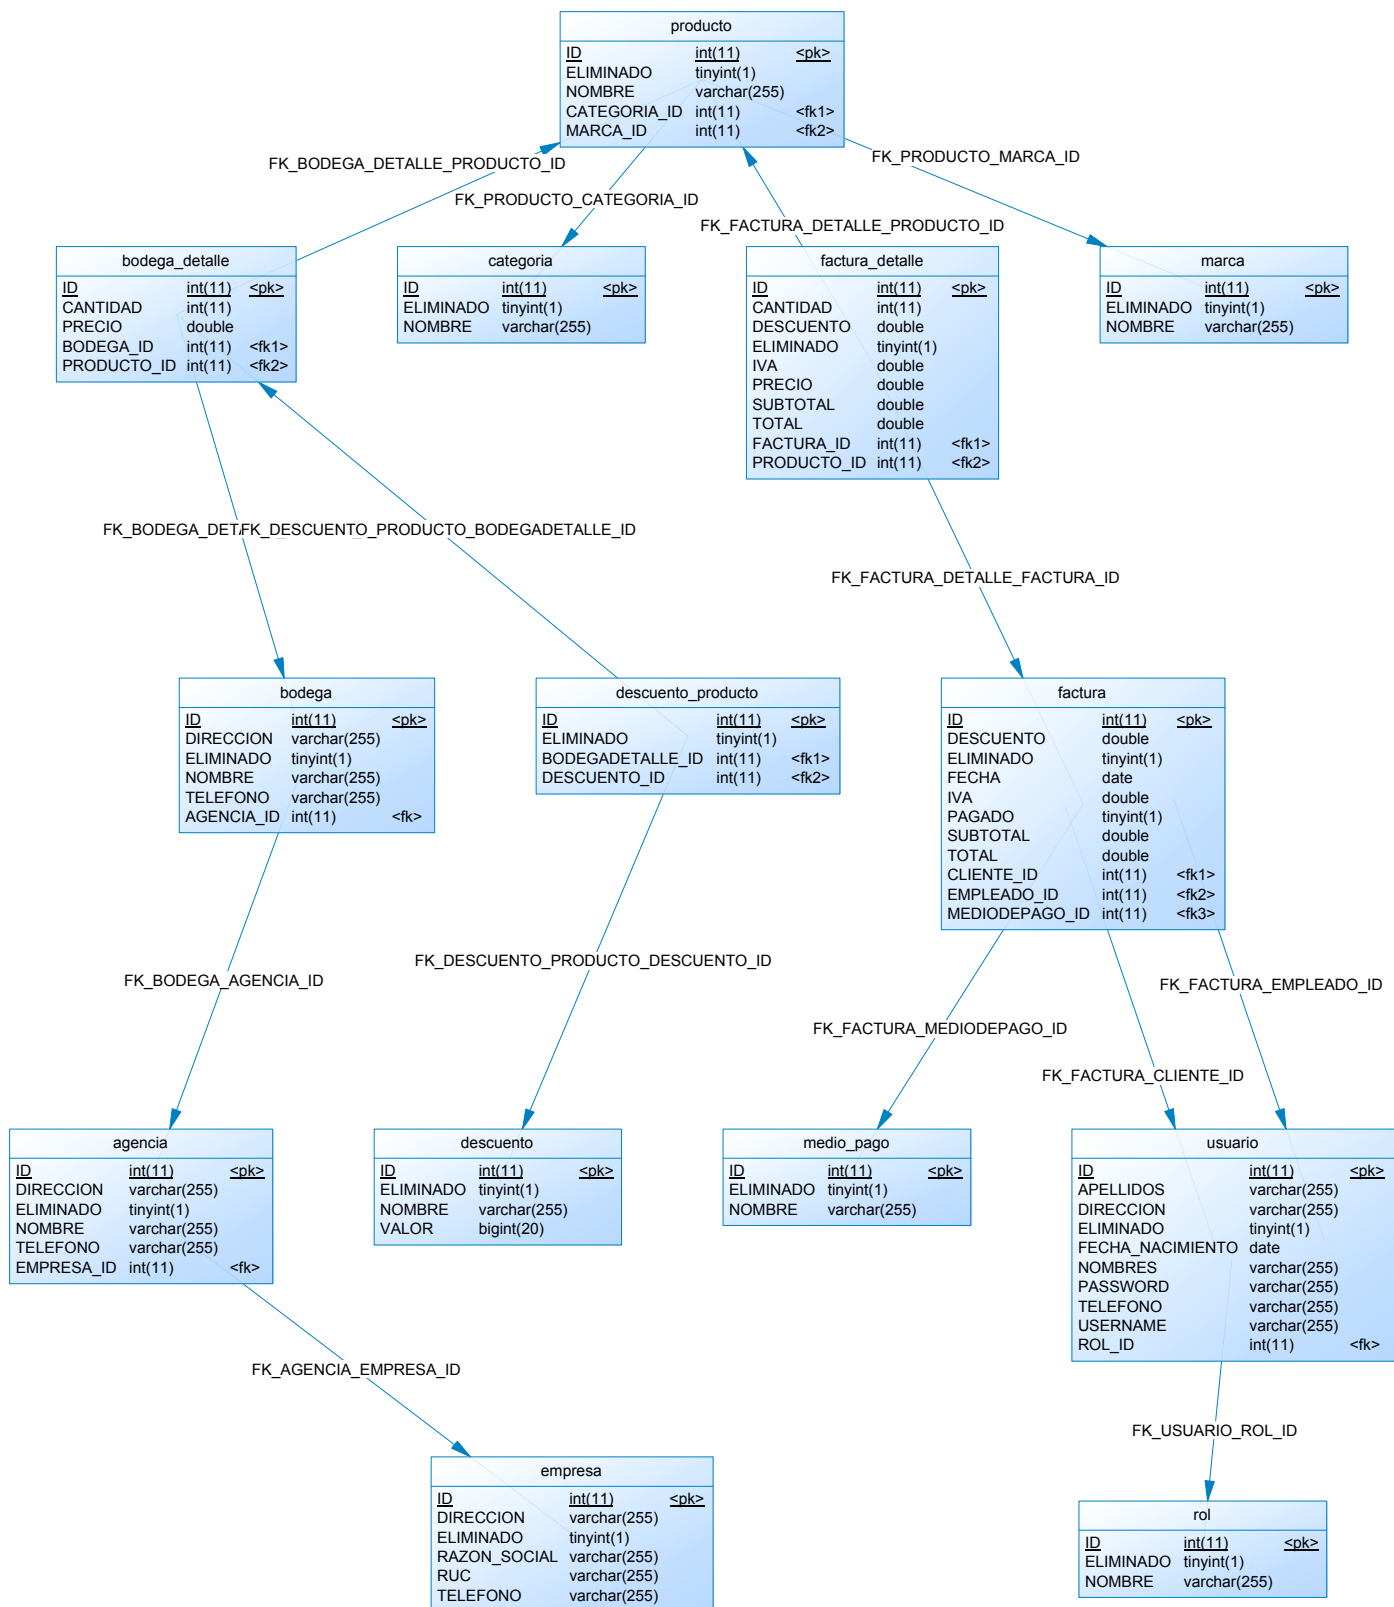 producto
ID int(11) <pk>
ELIMINADO tinyint(1)
NOMBRE varchar(255)
CATEGORIA_ID int(11) <fk1>
MARCA_ID int(11) <fk2>
FK_BODEGA_DETALLE_PRODUCTO_ID
FK_PRODUCTO_MARCA_ID
FK_PRODUCTO_CATEGORIA_ID
FK_FACTURA_DETALLE_PRODUCTO_ID
bodega_detalle
ID int(11) <pk>
CANTIDAD int(11)
PRECIO double
BODEGA_ID int(11) <fk1>
PRODUCTO_ID int(11) <fk2>
categoria
ID int(11) <pk>
ELIMINADO tinyint(1)
NOMBRE varchar(255)
factura_detalle
ID int(11) <pk>
CANTIDAD int(11)
DESCUENTO double
ELIMINADO tinyint(1)
IVA double
PRECIO double
SUBTOTAL double
TOTAL double
FACTURA_ID int(11) <fk1>
PRODUCTO_ID int(11) <fk2>
marca
ID int(11) <pk>
ELIMINADO tinyint(1)
NOMBRE varchar(255)
FK_BODEGA_DETA
FK_DESCUENTO_PRODUCTO_BODEGADETALLE_ID
FK_FACTURA_DETALLE_FACTURA_ID
bodega
ID int(11) <pk>
DIRECCION varchar(255)
ELIMINADO tinyint(1)
NOMBRE varchar(255)
TELEFONO varchar(255)
AGENCIA_ID int(11) <fk>
descuento_producto
ID int(11) <pk>
ELIMINADO tinyint(1)
BODEGADETALLE_ID int(11) <fk1>
DESCUENTO_ID int(11) <fk2>
factura
ID int(11) <pk>
DESCUENTO double
ELIMINADO tinyint(1)
FECHA date
IVA double
PAGADO tinyint(1)
SUBTOTAL double
TOTAL double
CLIENTE_ID int(11) <fk1>
EMPLEADO_ID int(11) <fk2>
MEDIODEPAGO_ID int(11) <fk3>
FK_BODEGA_AGENCIA_ID
FK_DESCUENTO_PRODUCTO_DESCUENTO_ID
FK_FACTURA_EMPLEADO_ID
FK_FACTURA_MEDIODEPAGO_ID
FK_FACTURA_CLIENTE_ID
agencia
ID int(11) <pk>
DIRECCION varchar(255)
ELIMINADO tinyint(1)
NOMBRE varchar(255)
TELEFONO varchar(255)
EMPRESA_ID int(11) <fk>
descuento
ID int(11) <pk>
ELIMINADO tinyint(1)
NOMBRE varchar(255)
VALOR bigint(20)
medio_pago
ID int(11) <pk>
ELIMINADO tinyint(1)
NOMBRE varchar(255)
usuario
ID int(11) <pk>
APELLIDOS varchar(255)
DIRECCION varchar(255)
ELIMINADO tinyint(1)
FECHA_NACIMIENTO date
NOMBRES varchar(255)
PASSWORD varchar(255)
TELEFONO varchar(255)
USERNAME varchar(255)
ROL_ID int(11) <fk>
FK_AGENCIA_EMPRESA_ID
FK_USUARIO_ROL_ID
empresa
ID int(11) <pk>
DIRECCION varchar(255)
ELIMINADO tinyint(1)
RAZON_SOCIAL varchar(255)
RUC varchar(255)
TELEFONO varchar(255)
rol
ID int(11) <pk>
ELIMINADO tinyint(1)
NOMBRE varchar(255)